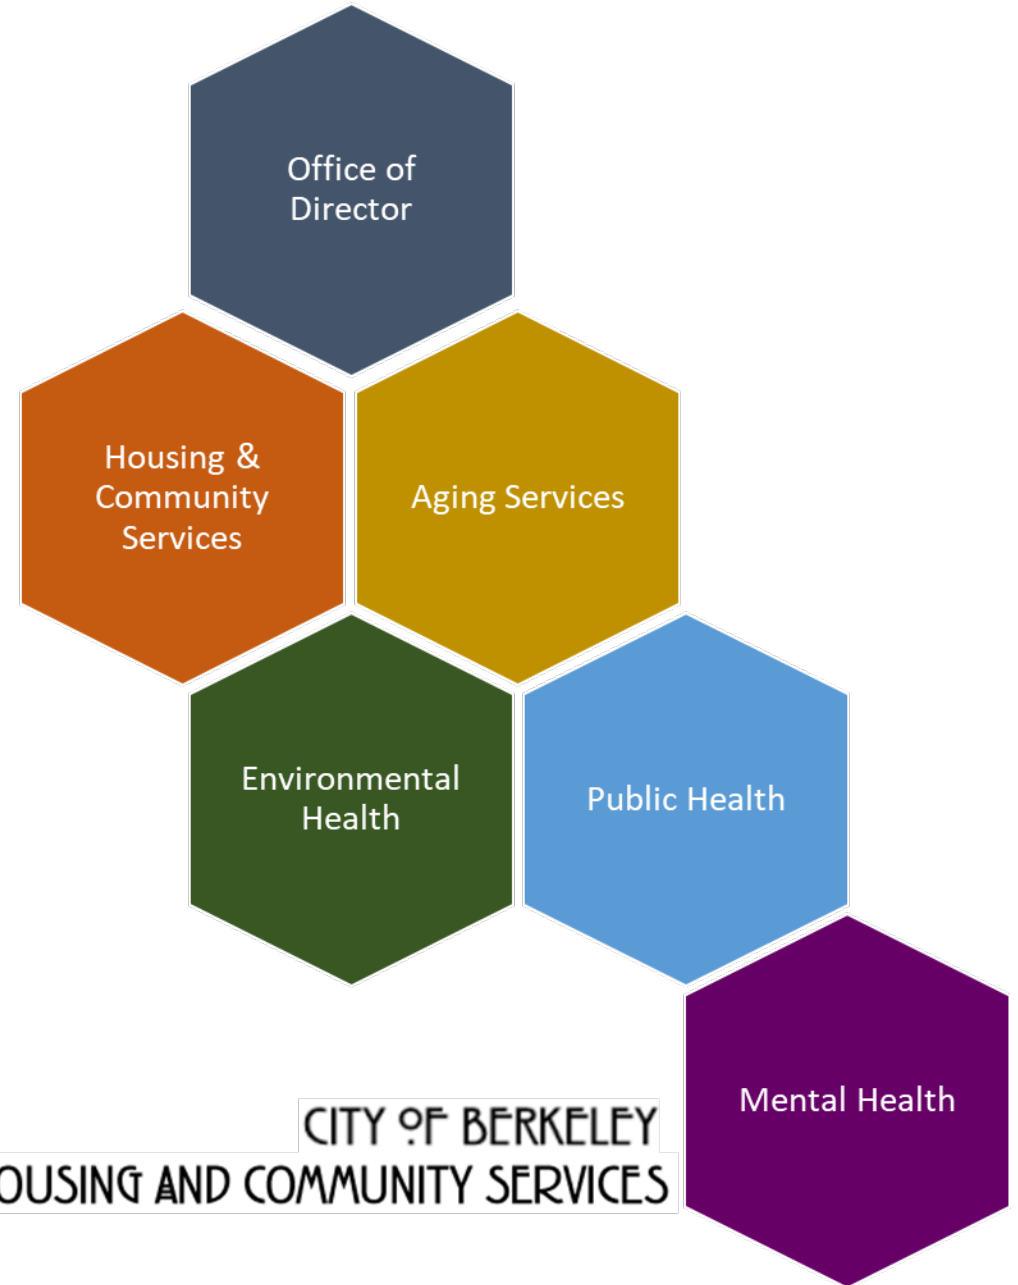 Office of
Director
Housing &
Community
Services
Aging Services
Environmental
Health
Public Health
Mental Health
CITY OF BERKELEY
AND COMMUNITY SERVICES